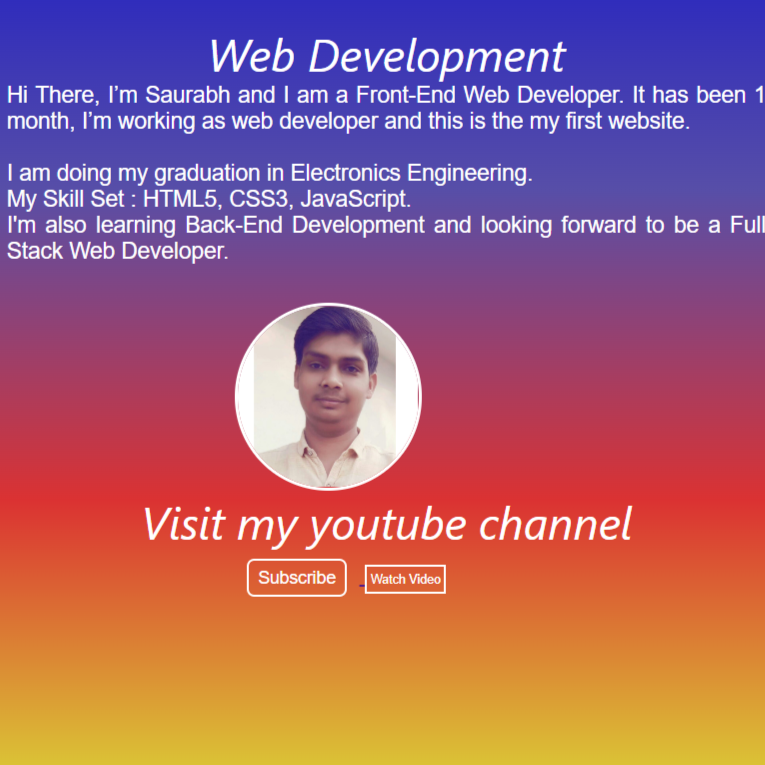 Web Development
Hi There, I’m Saurabh and I am a Front-End Web Developer. It has been 1
month, I’m working as web developer and this is the my first website.
I am doing my graduation in Electronics Engineering.
My Skill Set : HTML5, CSS3, JavaScript.
I'm also learning Back-End Development and looking forward to be a Full
Stack Web Developer.
Visit my youtube channel
Subscribe Watch Video